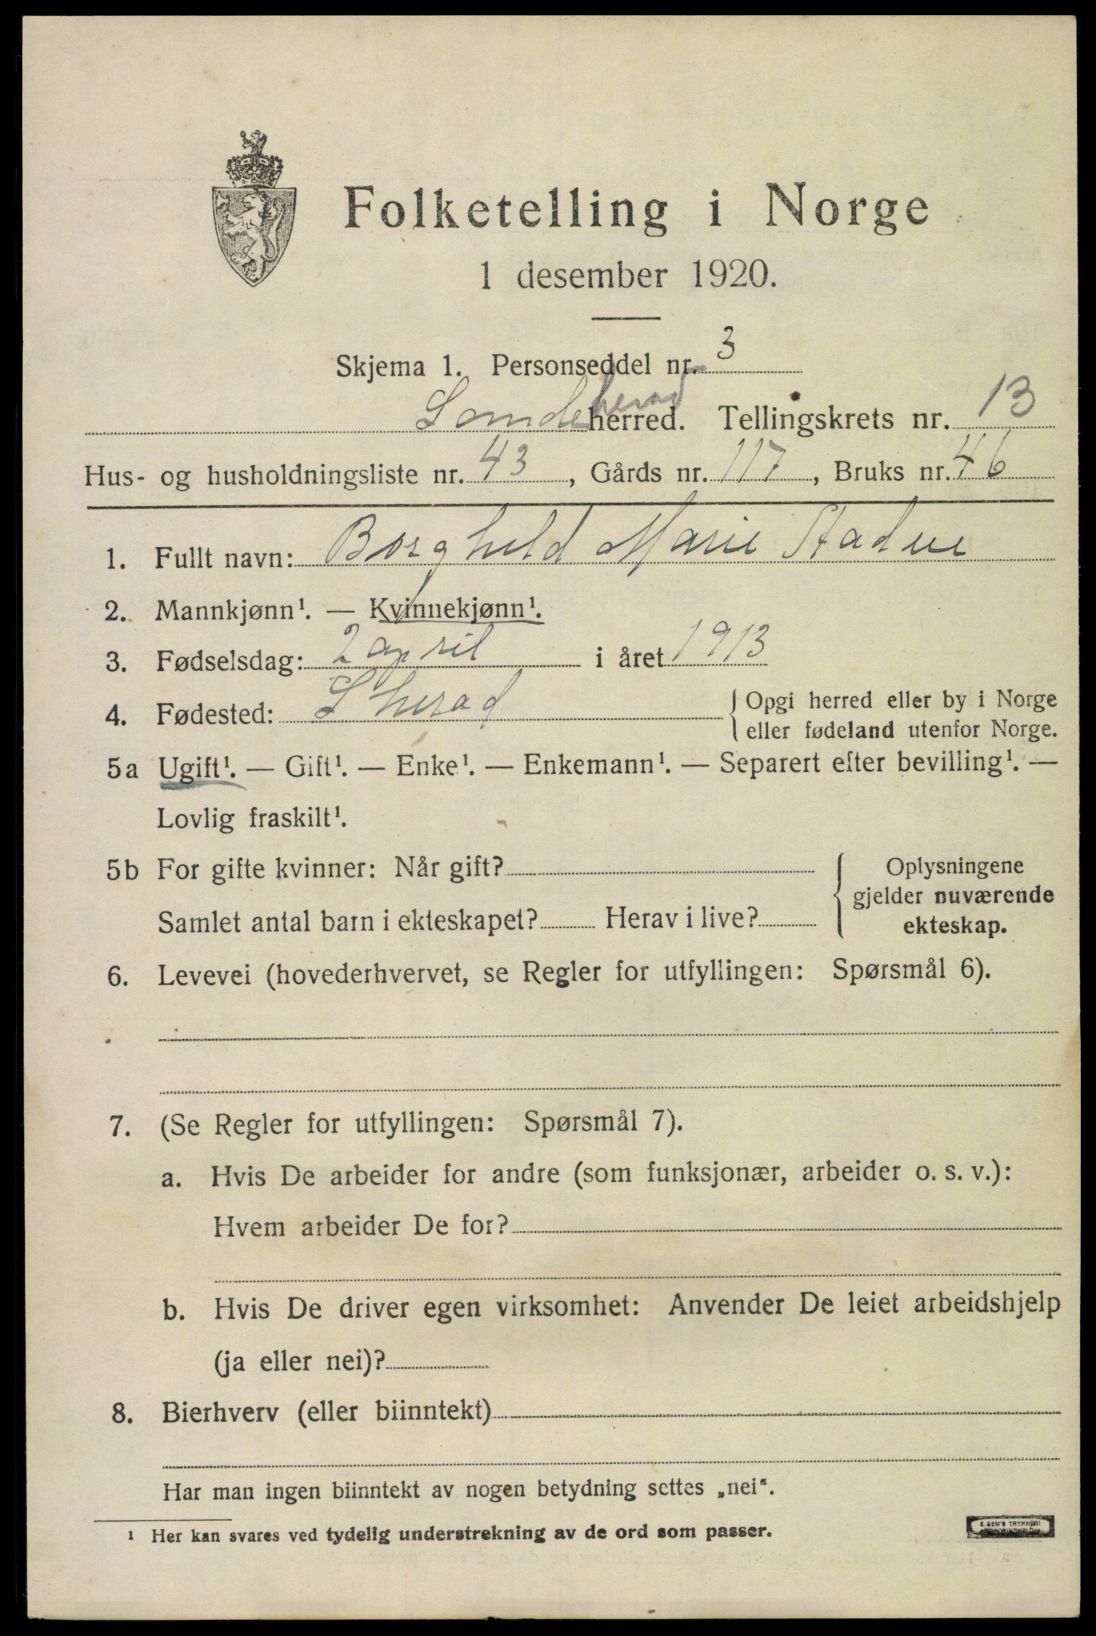 Folketelling i Norge
1 desember 1920.
Skjema 1. Personseddel nr. 3
Sandeherad herred. Tellingskrets nr. 13
Hus- og husholdningsliste nr. 43, Gårds nr. 117, Bruks nr. 46
1. Fullt navn: Borghild Marie
2. Mannkjønn¹. — Kvinnekjønn¹.
3. Fødselsdag: 2 april i året 1913
4. Fødested: S herad { Opgi herred eller by i Norge
eller fødeland utenfor Norge.
5a Ugift¹. — Gift¹. — Enke¹. — Enkemann¹. — Separert efter bevilling¹. —
Lovlig fraskilt¹.
5b For gifte kvinner: Når gift? { Oplysningene
gjelder nuværende
Samlet antal barn i ekteskapet? Herav i live? ekteskap.
6. Levevei (hovederhvervet, se Regler for utfyllingen: Spørsmål 6).
7. (Se Regler for utfyllingen: Spørsmål 7).
a. Hvis De arbeider for andre (som funksjonær, arbeider o. s. v.):
Hvem arbeider De for?
b. Hvis De driver egen virksomhet: Anvender De leiet arbeidshjelp
(ja eller nei)?
8. Bierhverv (eller biinntekt)
Har man ingen biinntekt av nogen betydning settes „nei“.
¹ Her kan svares ved tydelig understrekning av de ord som passer.